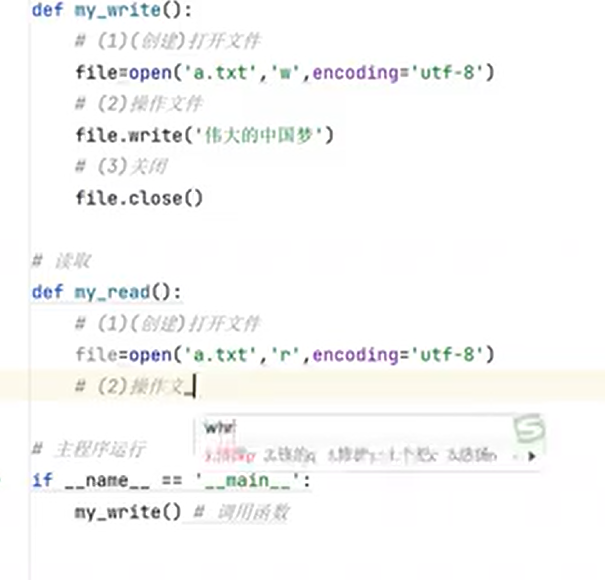 def my_write():
# (1)(创建)打开文件
file=open('a.txt','w',encoding='utf-8')
# (2)操作文件
file.write('伟大的中国梦')
# (3)关闭
file.close()
# 读取
def my_read():
# (1)(创建)打开文件
file=open('a.txt','r',encoding='utf-8')
# (2)操作文
# 主程序运行
if __name__ == '__main__':
my_write() # 调用函数